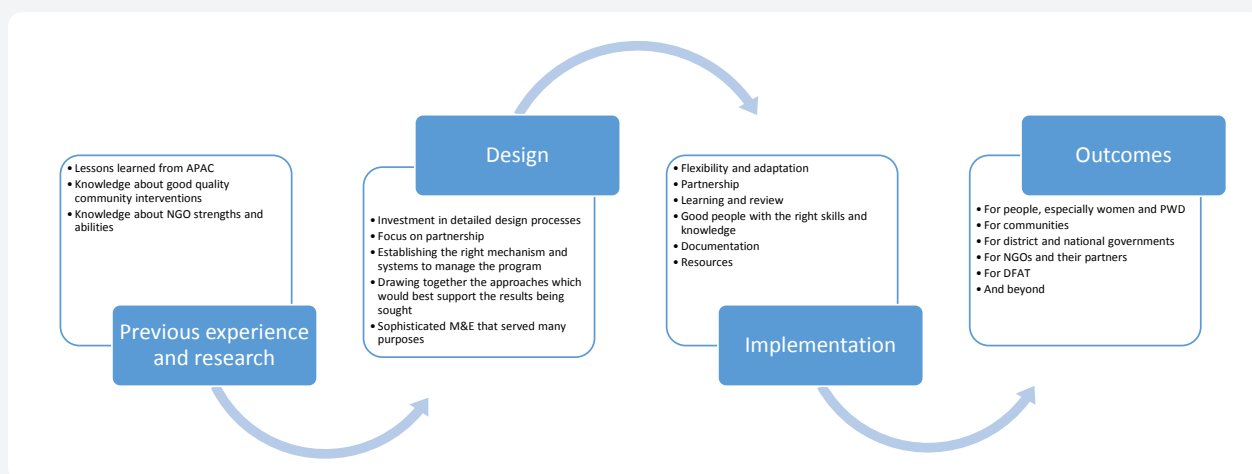 • Lessons learned from APAC
• Knowledge about good quality
community interventions
• Knowledge about NGO strengths and
abilities
Previous experience
and research
Design
• Investment in detailed design processes
• Focus on partnership
• Establishing the right mechanism and
systems to manage the program
• Drawing together the approaches which
would best support the results being
sought
• Sophisticated M&E that served many
purposes
• Flexibility and adaptation
• Partnership
• Learning and review
• Good people with the right skills and
knowledge
• Documentation
• Resources
Implementation
Outcomes
• For people, especially women and PWD
• For communities
• For district and national governments
• For NGOs and their partners
• For DFAT
• And beyond